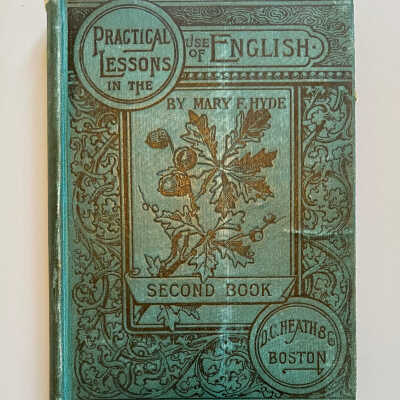 PRACTICAL
LESSONS
IN THE
USE OF ENGLISH.
BY MARY F. HYDE
SECOND BOOK
D.C. HEATH & Co
BOSTON